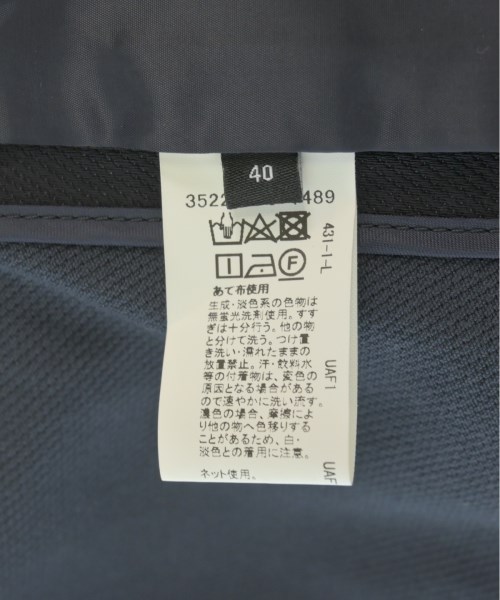 40
3522
489
431-1-L
F
あて布使用
生成・淡色系の色物は
無蛍光洗剤使用。すす
ぎは十分行う。他の物
と分けて洗う。つけ置
き洗い・濡れたままの
放置禁止。汗・飲料水
等の付着物は、変色の
原因となる場合がある
ので速やかに洗い流す。
濃色の場合、摩擦によ
り他の物へ色移りする
ことがあるため、白・
淡色との着用に注意。
ネット使用。
UAF1
UAF1